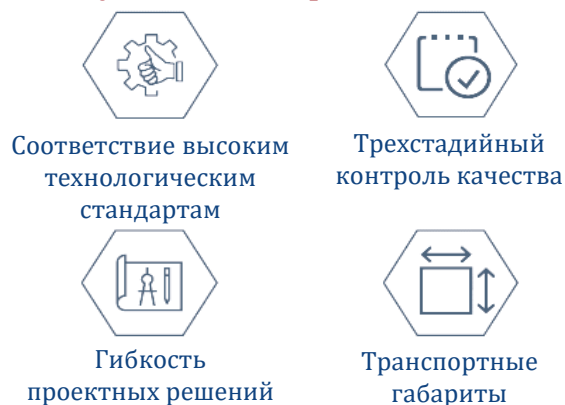 Соответствие высоким
технологическим
стандартам
Трехстадийный
контроль качества
Гибкость
проектных решений
Транспортные
габариты